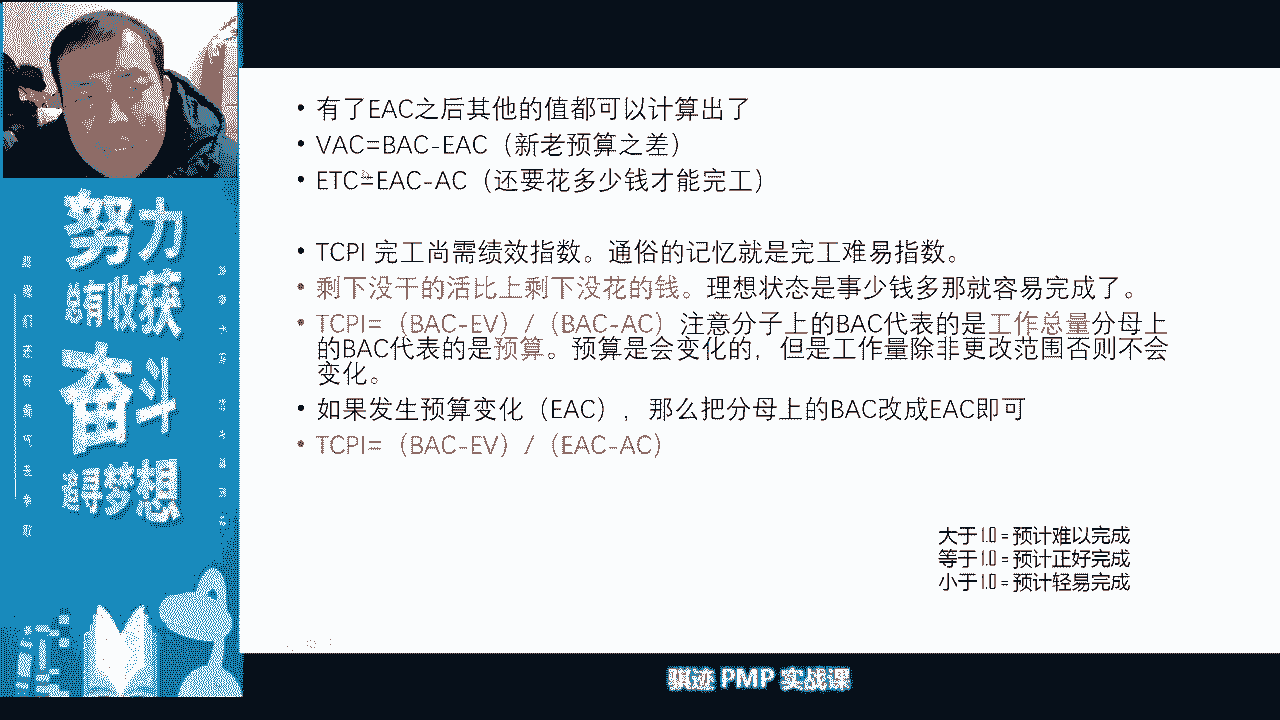 • 有了EAC之后其他的值都可以计算出了
• VAC=BAC-EAC（新老预算之差）
• ETC=EAC-AC（还要花多少钱才能完工）
• TCPI 完工尚需绩效指数。通俗的记忆就是完工难易指数。
• 剩下没干的活比上剩下没花的钱。理想状态是事少钱多那就容易完成了。
• TCPI=（BAC-EV）/（BAC-AC）注意分子上的BAC代表的是工作总量分母上
的BAC代表的是预算。预算是会变化的，但是工作量除非更改范围否则不会
变化。
• 如果发生预算变化（EAC），那么把分母上的BAC改成EAC即可
• TCPI=（BAC-EV）/（EAC-AC）
大于1.0 = 预计难以完成
等于1.0 = 预计正好完成
小于1.0 = 预计轻易完成
努力
总有收获
奋斗
追寻梦想
骐迹 PMP 实战课